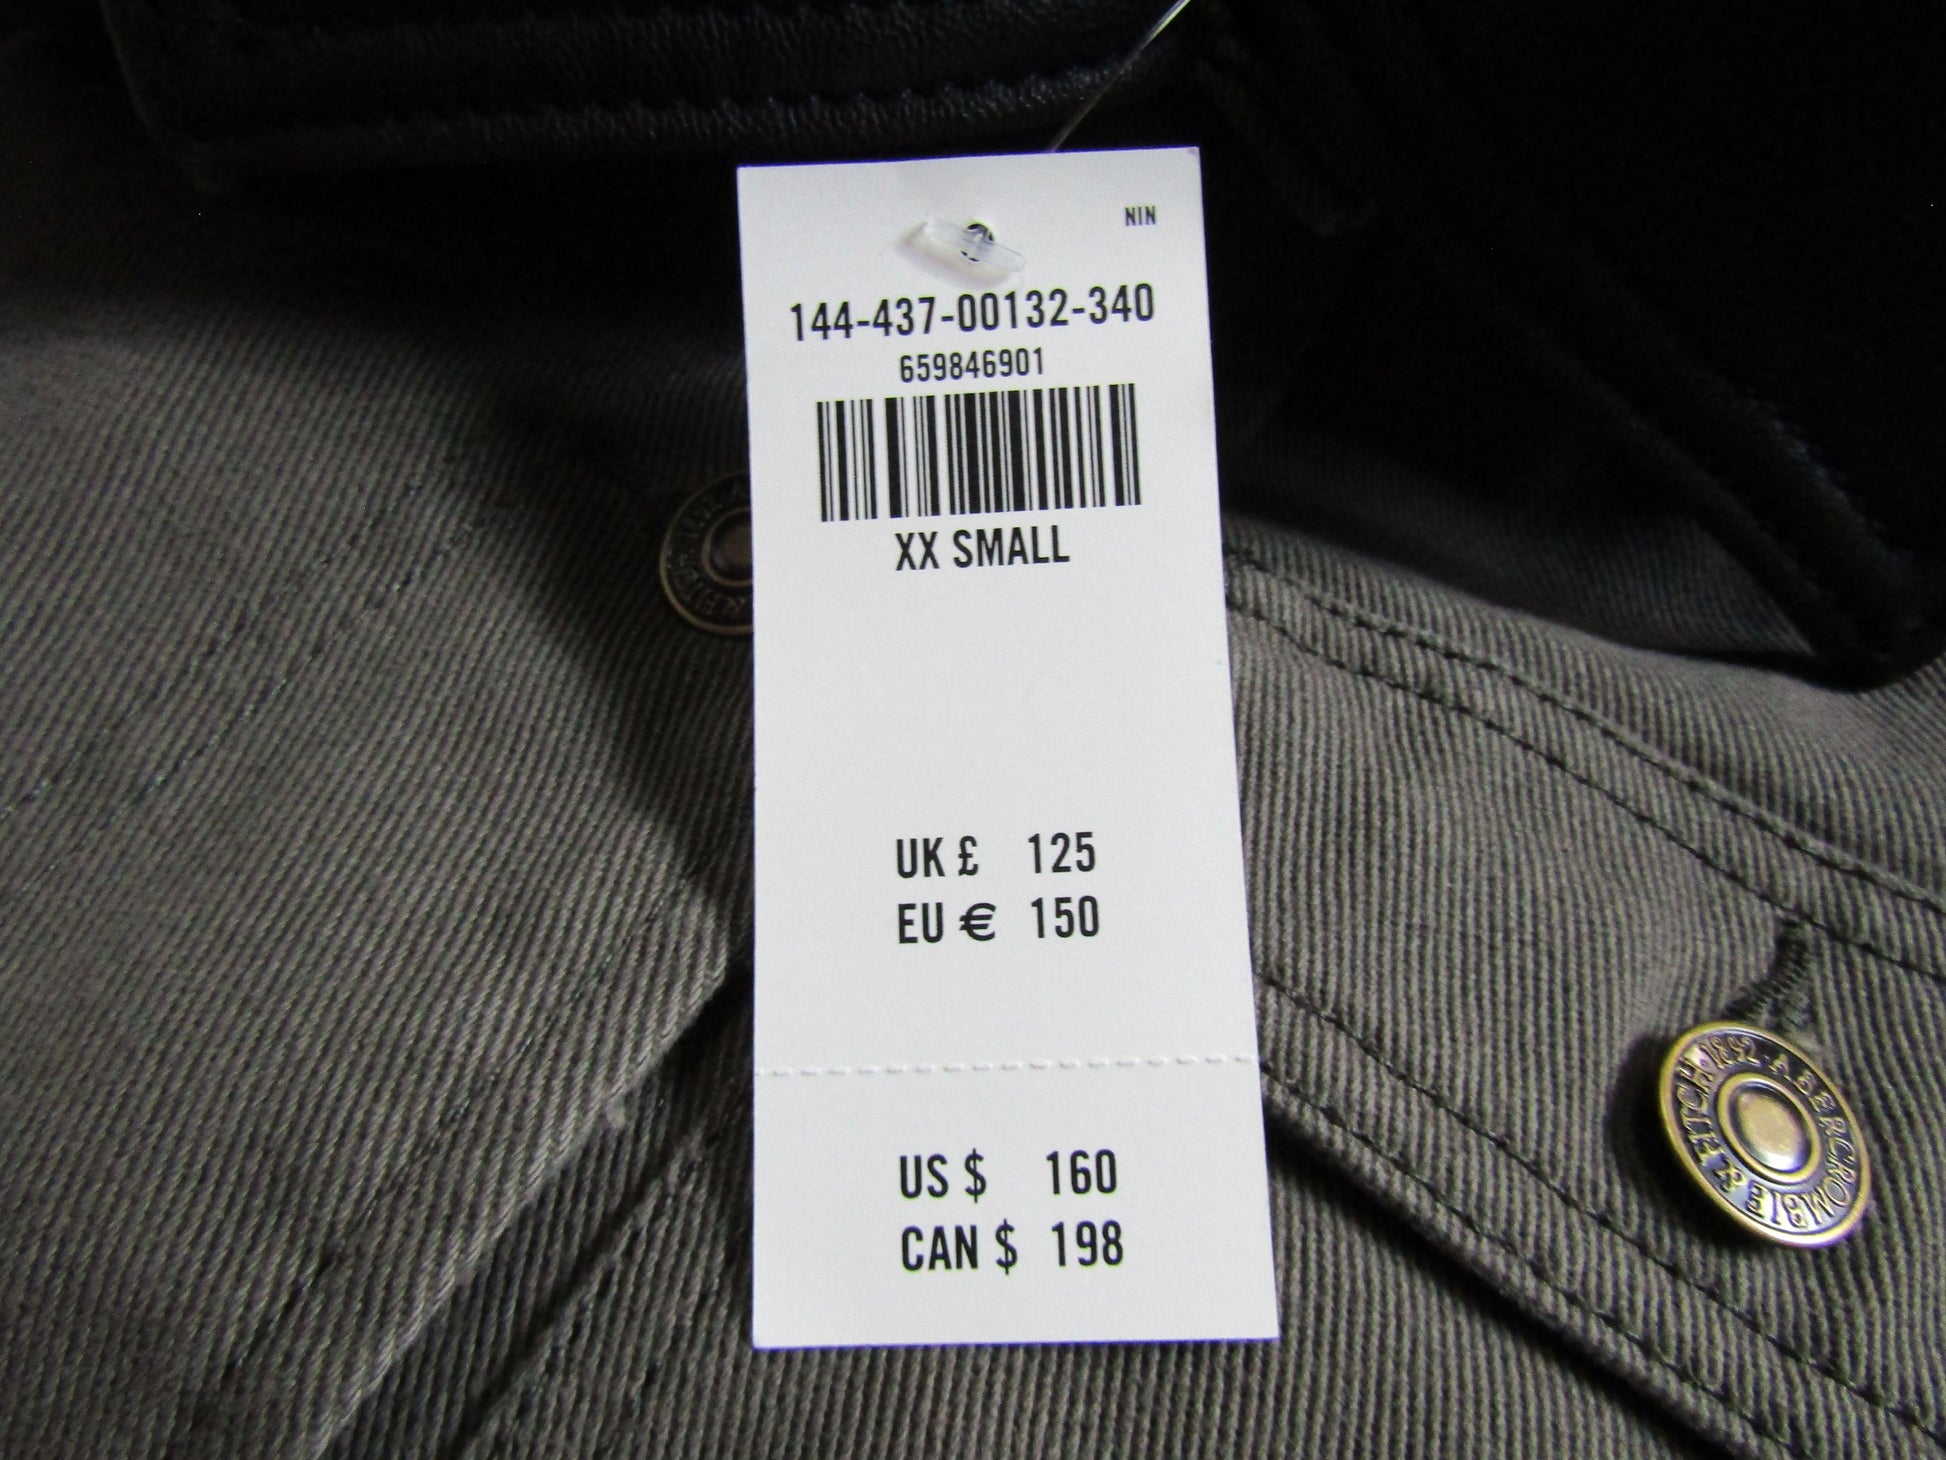 NIN
144-437-00132-340
659846901
XX SMALL
UK £ 125
EU € 150
US $ 160
CAN $ 198
1892 · ABERCROMBIE & FITCH